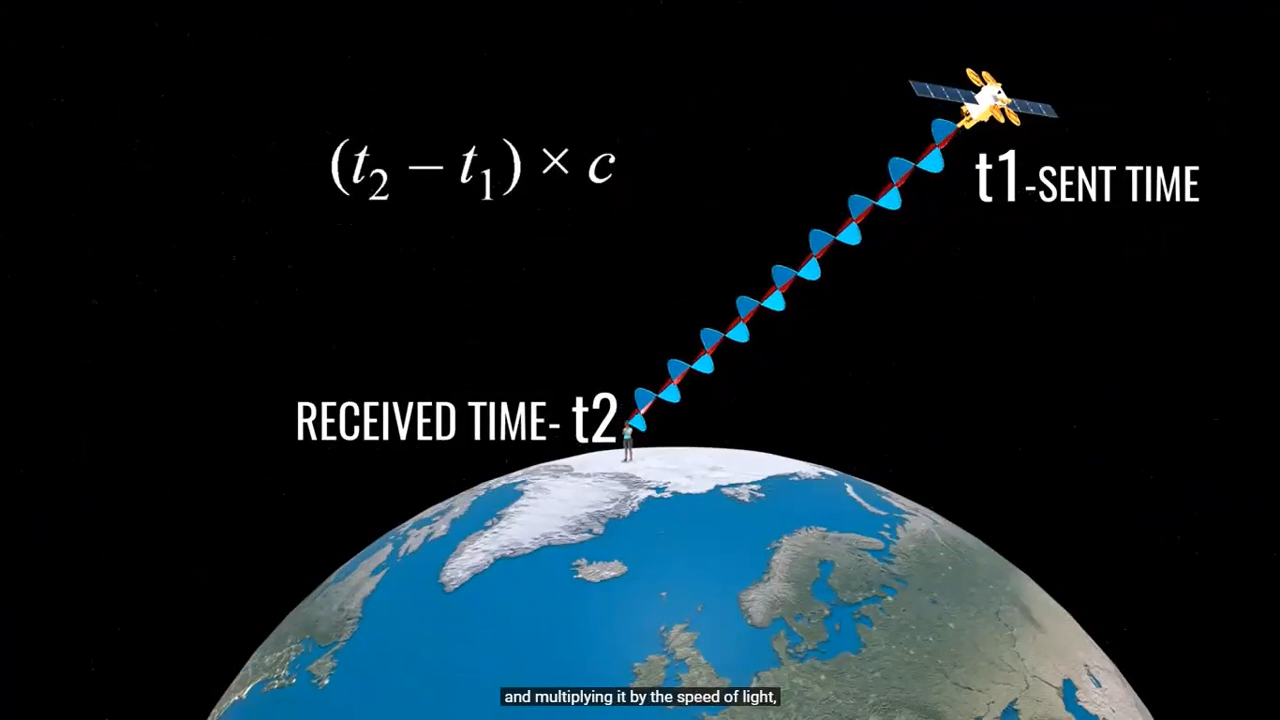 (t₂ − t₁) × c
t1-SENT TIME
RECEIVED TIME- t2
and multiplying it by the speed of light,